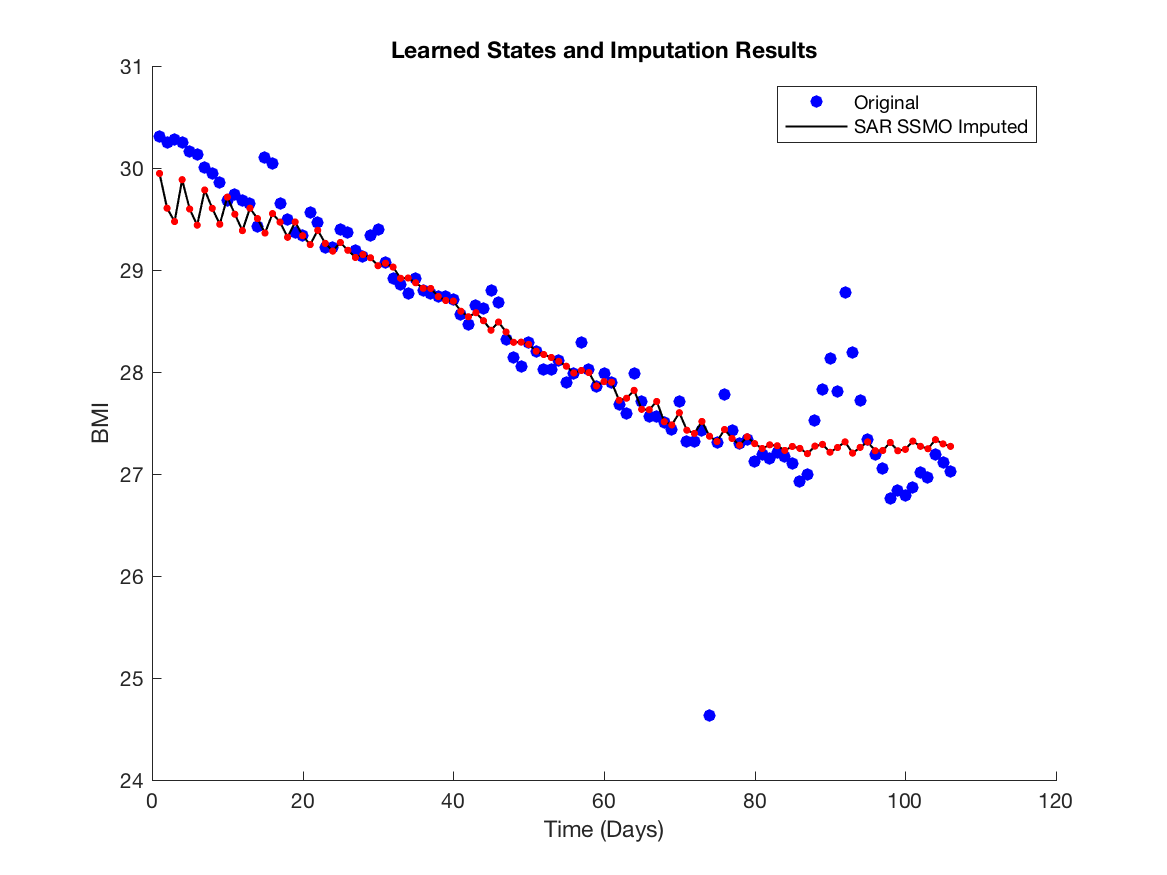 Learned States and Imputation Results
Original
SAR SSMO Imputed
31
30
29
28
27
26
25
24
BMI
0 20 40 60 80 100 120
Time (Days)